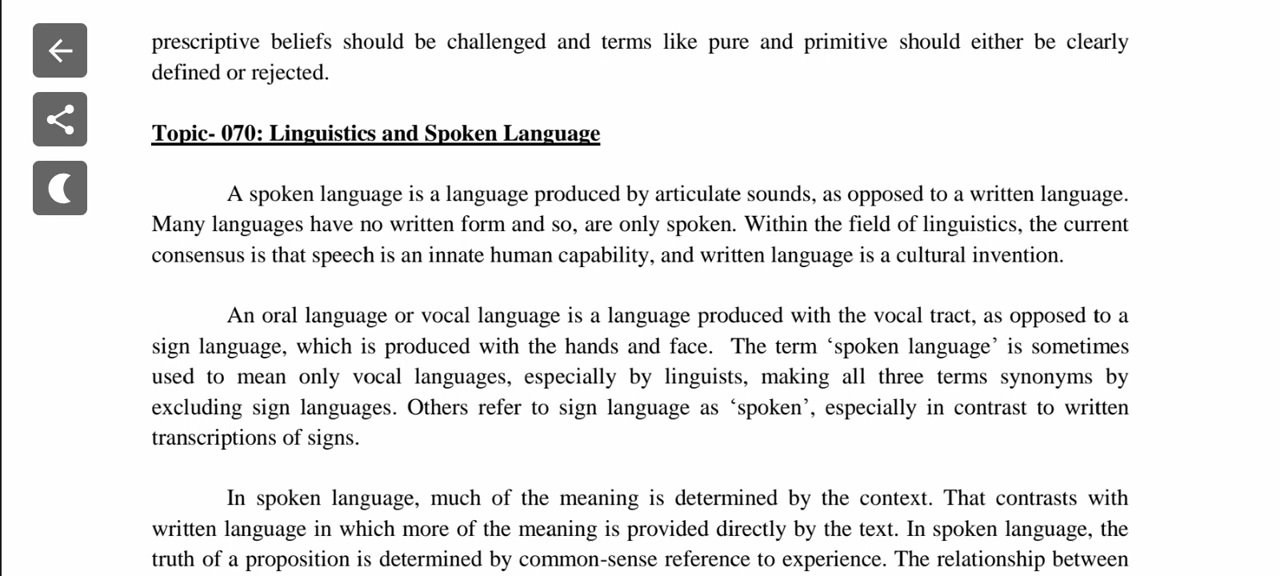 prescriptive beliefs should be challenged and terms like pure and primitive should either be clearly
defined or rejected.
Topic- 070: Linguistics and Spoken Language
A spoken language is a language produced by articulate sounds, as opposed to a written language.
Many languages have no written form and so, are only spoken. Within the field of linguistics, the current
consensus is that speech is an innate human capability, and written language is a cultural invention.
An oral language or vocal language is a language produced with the vocal tract, as opposed to a
sign language, which is produced with the hands and face.  The term ‘spoken language’ is sometimes
used to mean only vocal languages, especially by linguists, making all three terms synonyms by
excluding sign languages. Others refer to sign language as ‘spoken’, especially in contrast to written
transcriptions of signs.
In spoken language, much of the meaning is determined by the context. That contrasts with
written language in which more of the meaning is provided directly by the text. In spoken language, the
truth of a proposition is determined by common-sense reference to experience. The relationship between